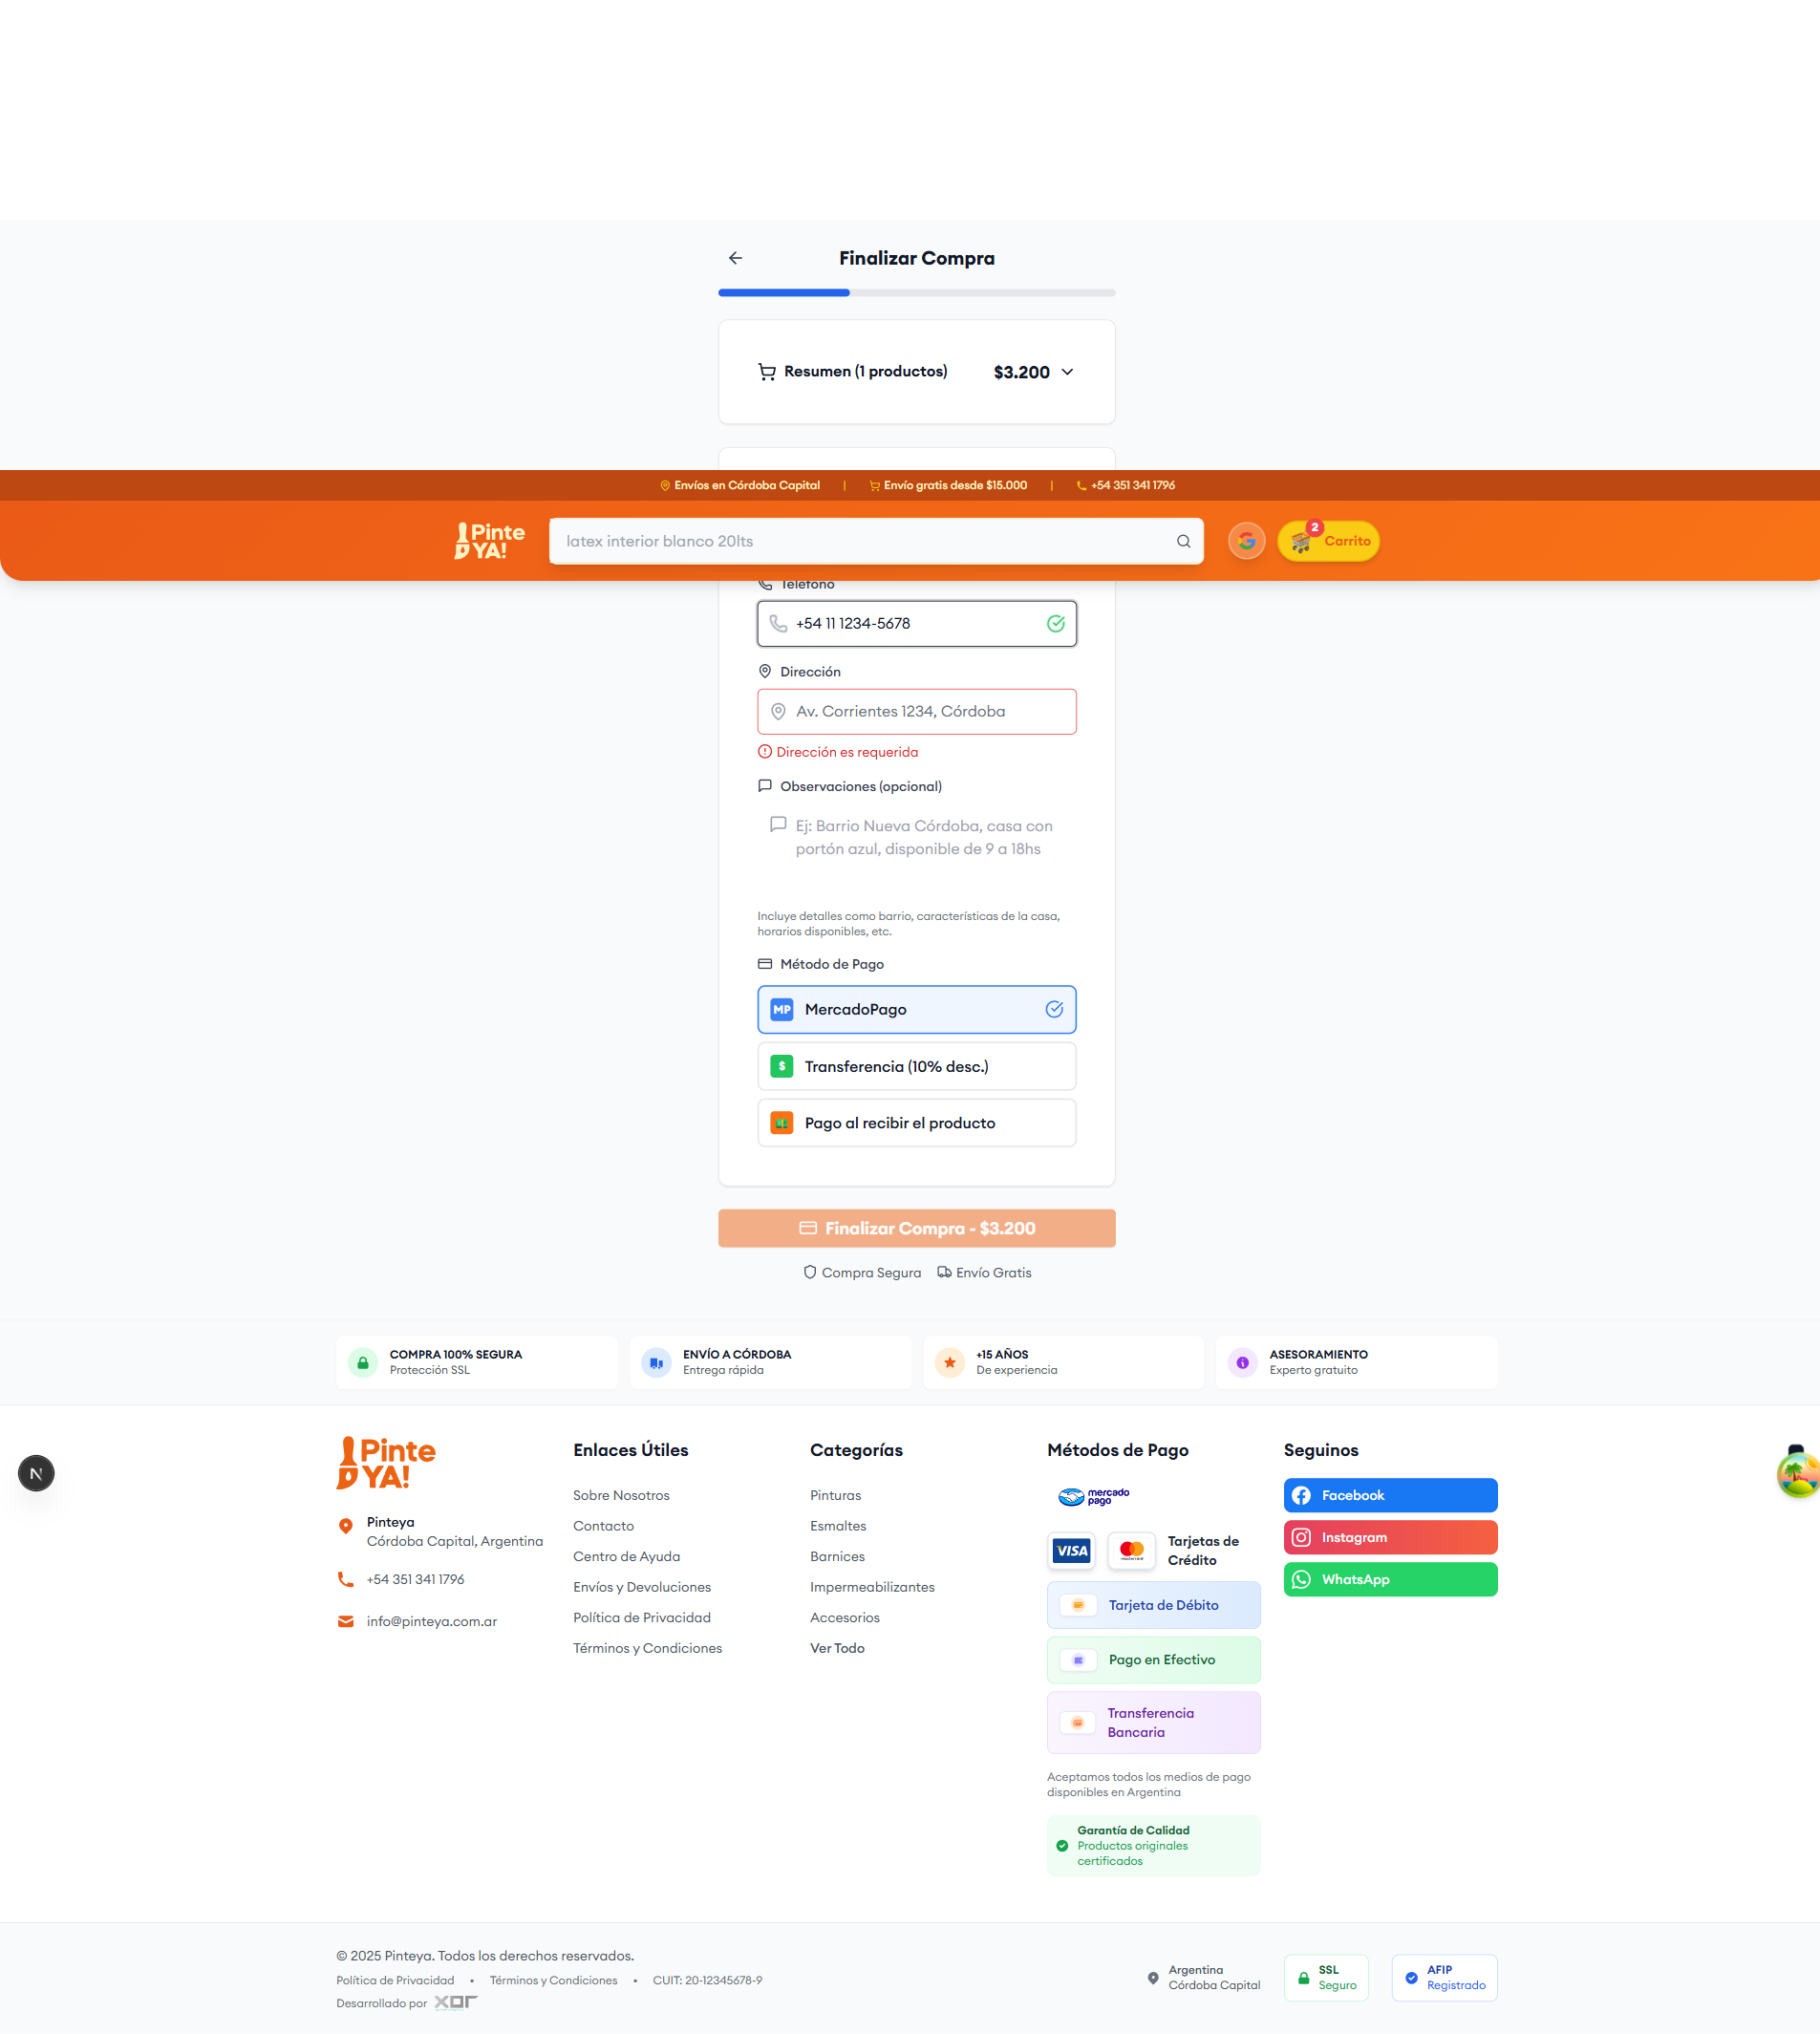 Finalizar Compra
Resumen (1 productos)
$3.200
Envíos en Córdoba Capital
|
Envío gratis desde $15.000
|
+54 351 341 1796
Pinte
YA!
latex interior blanco 20lts
2
Carrito
Teléfono
+54 11 1234-5678
Dirección
Av. Corrientes 1234, Córdoba
Dirección es requerida
Observaciones (opcional)
Ej: Barrio Nueva Córdoba, casa con
portón azul, disponible de 9 a 18hs
Incluye detalles como barrio, características de la casa,
horarios disponibles, etc.
Método de Pago
MP
MercadoPago
$
Transferencia (10% desc.)
Pago al recibir el producto
Finalizar Compra - $3.200
Compra Segura
Envío Gratis
COMPRA 100% SEGURA
Protección SSL
ENVÍO A CÓRDOBA
Entrega rápida
+15 AÑOS
De experiencia
ASESORAMIENTO
Experto gratuito
N
Pinte
YA!
Pinteya
Córdoba Capital, Argentina
+54 351 341 1796
info@pinteya.com.ar
Enlaces Útiles
Sobre Nosotros
Contacto
Centro de Ayuda
Envíos y Devoluciones
Política de Privacidad
Términos y Condiciones
Categorías
Pinturas
Esmaltes
Barnices
Impermeabilizantes
Accesorios
Ver Todo
Métodos de Pago
mercado
pago
VISA
mastercard
Tarjetas de
Crédito
Tarjeta de Débito
Pago en Efectivo
Transferencia
Bancaria
Aceptamos todos los medios de pago
disponibles en Argentina
Garantía de Calidad
Productos originales
certificados
Seguinos
Facebook
Instagram
WhatsApp
© 2025 Pinteya. Todos los derechos reservados.
Política de Privacidad • Términos y Condiciones • CUIT: 20-12345678-9
Desarrollado por xor
Argentina
Córdoba Capital
SSL
Seguro
AFIP
Registrado